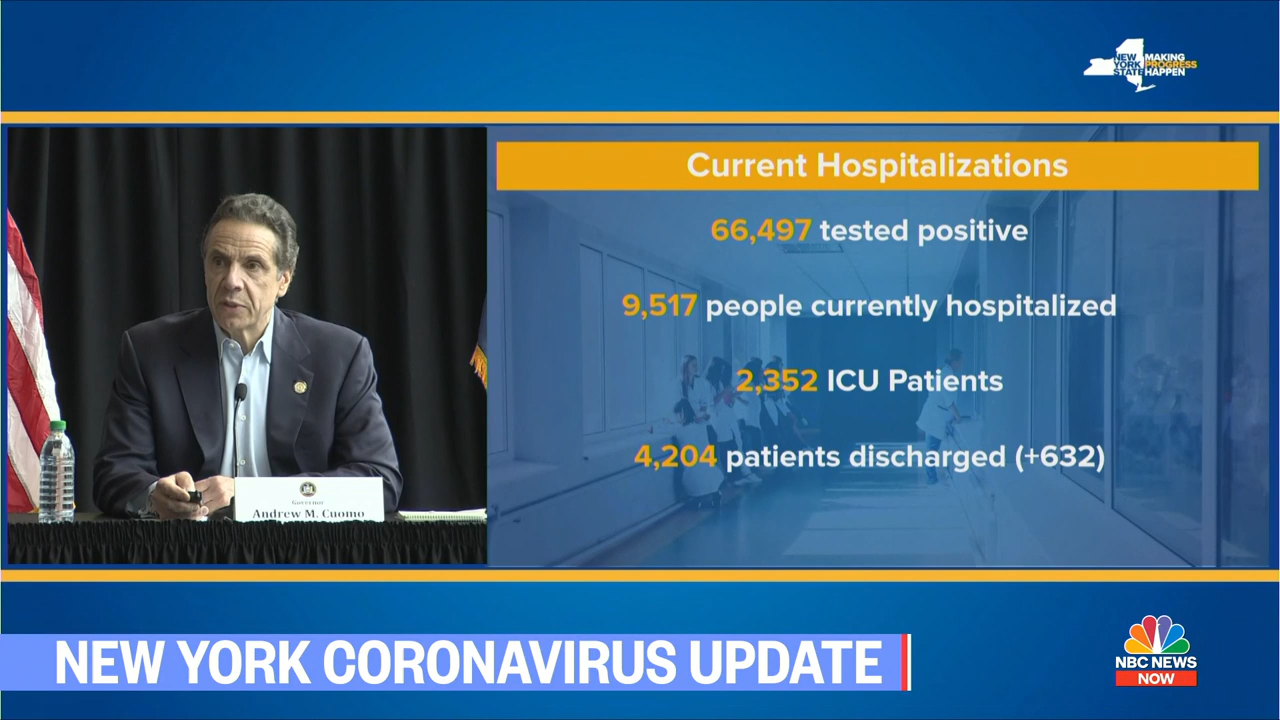 NEW YORK STATE
MAKING PROGRESS HAPPEN
Current Hospitalizations
66,497 tested positive
9,517 people currently hospitalized
2,352 ICU Patients
4,204 patients discharged (+632)
Governor
Andrew M. Cuomo
NEW YORK CORONAVIRUS UPDATE
NBC NEWS
NOW